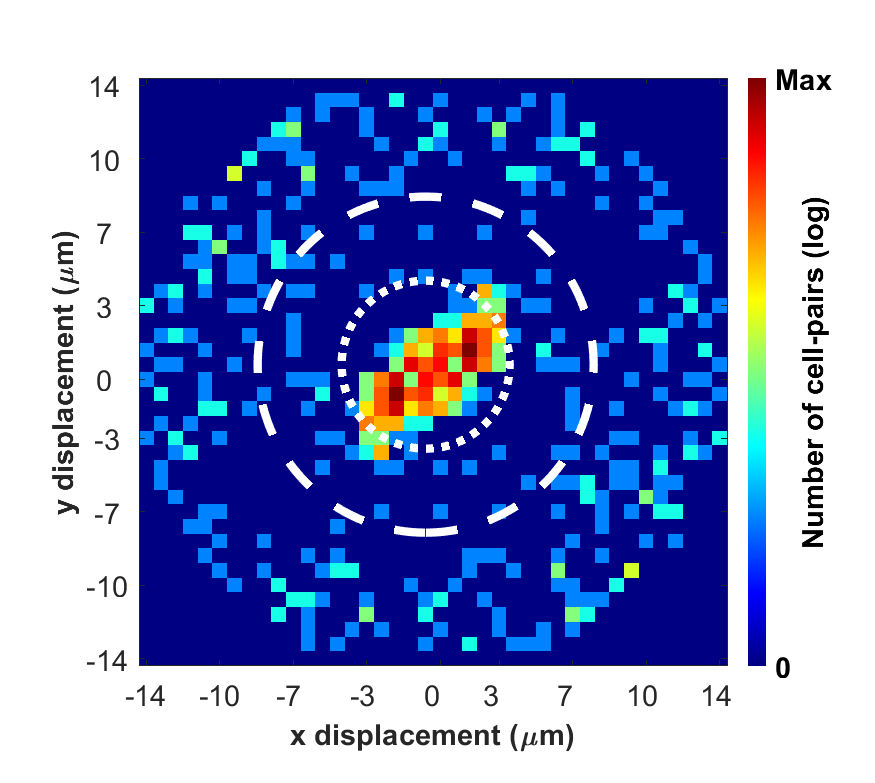 14
10
7
3
0
-3
-7
-10
-14
y displacement (μm)
-14 -10 -7 -3 0 3 7 10 14
x displacement (μm)
Max
0
Number of cell-pairs (log)